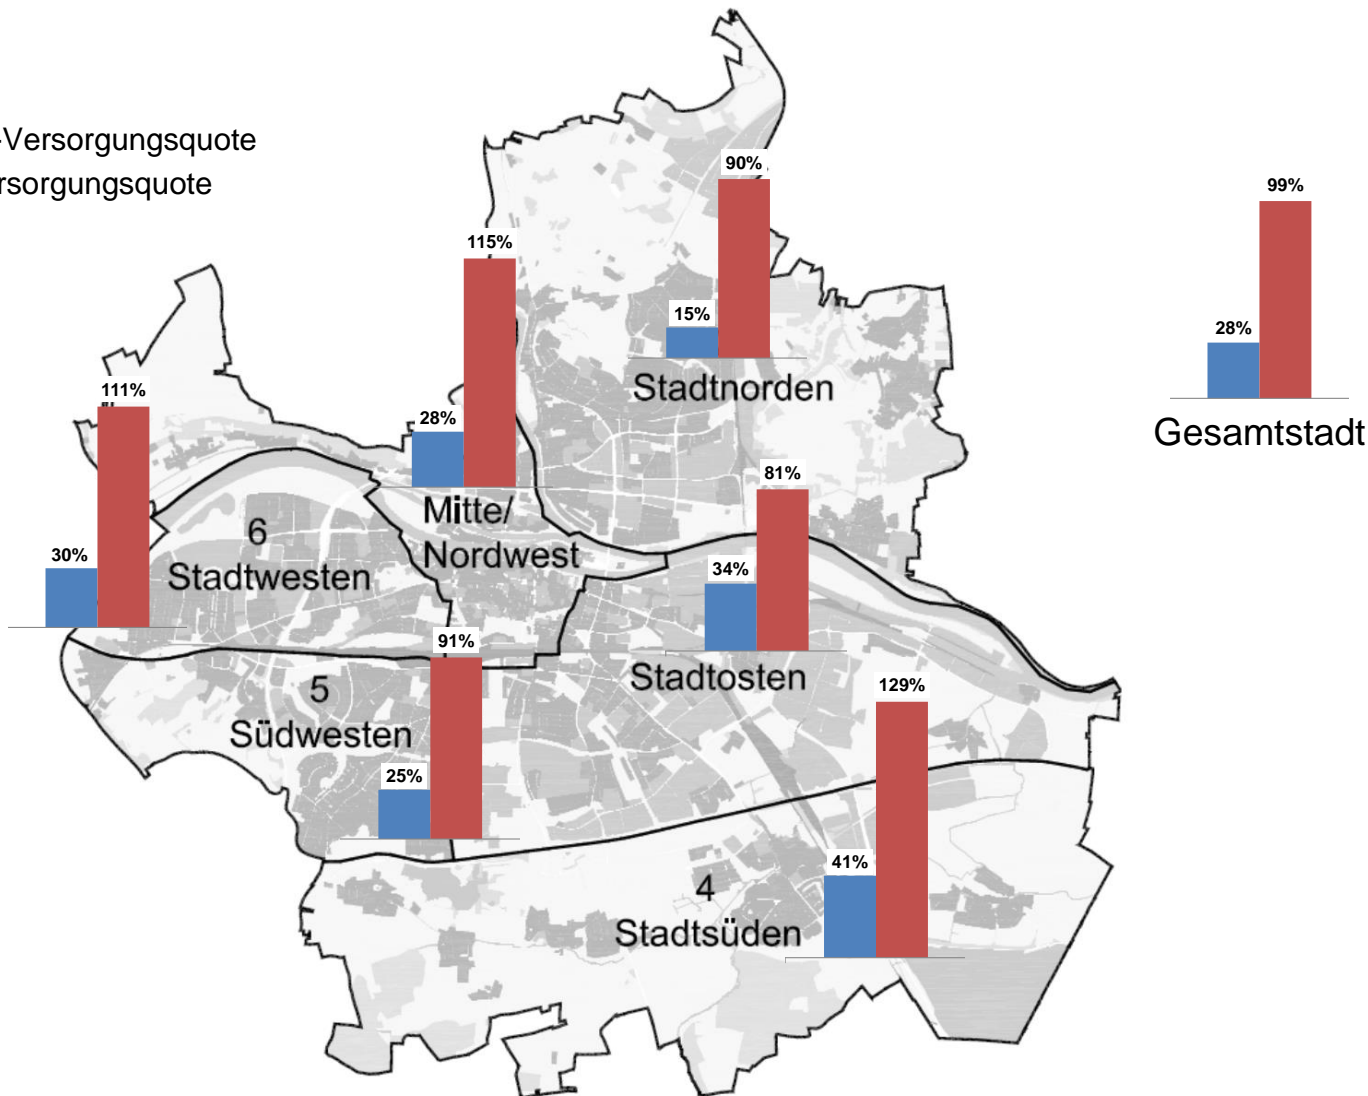 -Versorgungsquote
rsorgungsquote
90%
99%
115%
15%
28%
111%
28%
Stadtnorden
Gesamtstadt
81%
Mitte/
Nordwest
6
Stadtwesten
30%
34%
91%
Stadtosten
129%
5
Südwesten
25%
41%
4
Stadtsüden